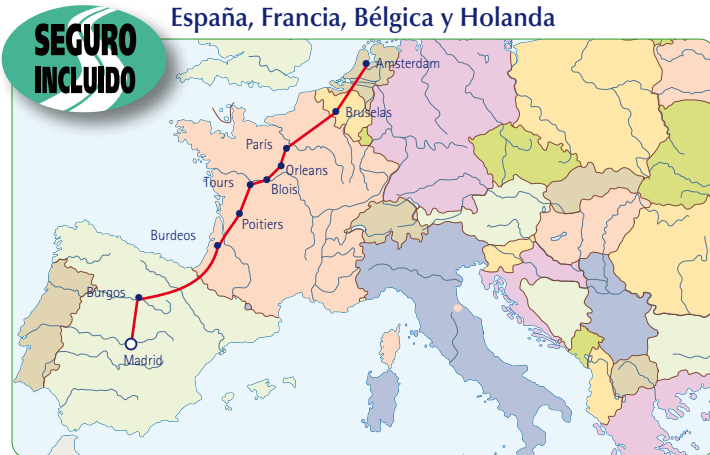 España, Francia, Bélgica y Holanda
SEGURO
INCLUIDO
Amsterdam
Bruselas
París
Orleans
Tours
Blois
Poitiers
Burdeos
Burgos
Madrid